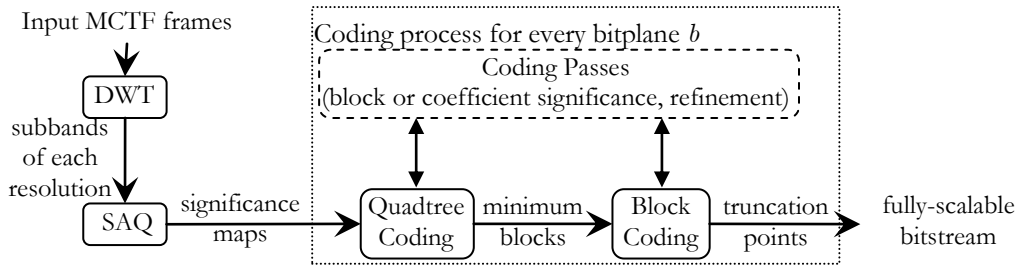 Input MCTF frames
DWT
subbands
of each
resolution
SAQ
significance
maps
Coding process for every bitplane b
Coding Passes
(block or coefficient significance, refinement)
Quadtree
Coding
minimum
blocks
Block
Coding
truncation
points
fully-scalable
bitstream